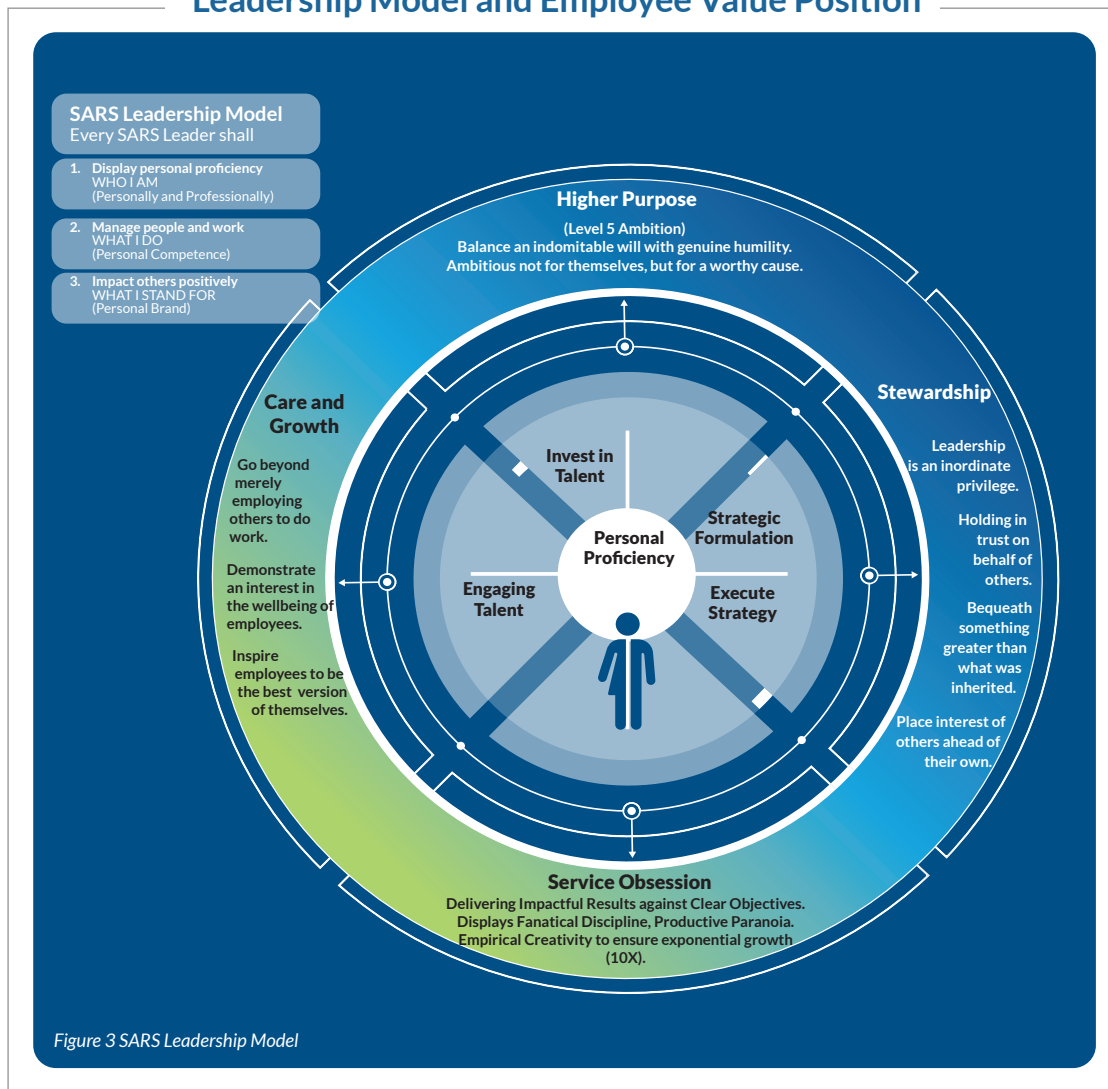 Leadership Model and Employee Value Position
SARS Leadership Model
Every SARS Leader shall
1. Display personal proficiency
WHO I AM
(Personally and Professionally)
2. Manage people and work
WHAT I DO
(Personal Competence)
3. Impact others positively
WHAT I STAND FOR
(Personal Brand)
Higher Purpose
(Level 5 Ambition)
Balance an indomitable will with genuine humility.
Ambitious not for themselves, but for a worthy cause.
Care and
Growth
Go beyond
merely
employing
others to do
work.
Demonstrate
an interest in
the wellbeing of
employees.
Inspire
employees to be
the best version
of themselves.
Invest in
Talent
Strategic
Formulation
Personal
Proficiency
Engaging
Talent
Execute
Strategy
Stewardship
Leadership
is an inordinate
privilege.
Holding in
trust on
behalf of
others.
Bequeath
something
greater than
what was
inherited.
Place interest of
others ahead of
their own.
Service Obsession
Delivering Impactful Results against Clear Objectives.
Displays Fanatical Discipline, Productive Paranoia.
Empirical Creativity to ensure exponential growth
(10X).
Figure 3 SARS Leadership Model